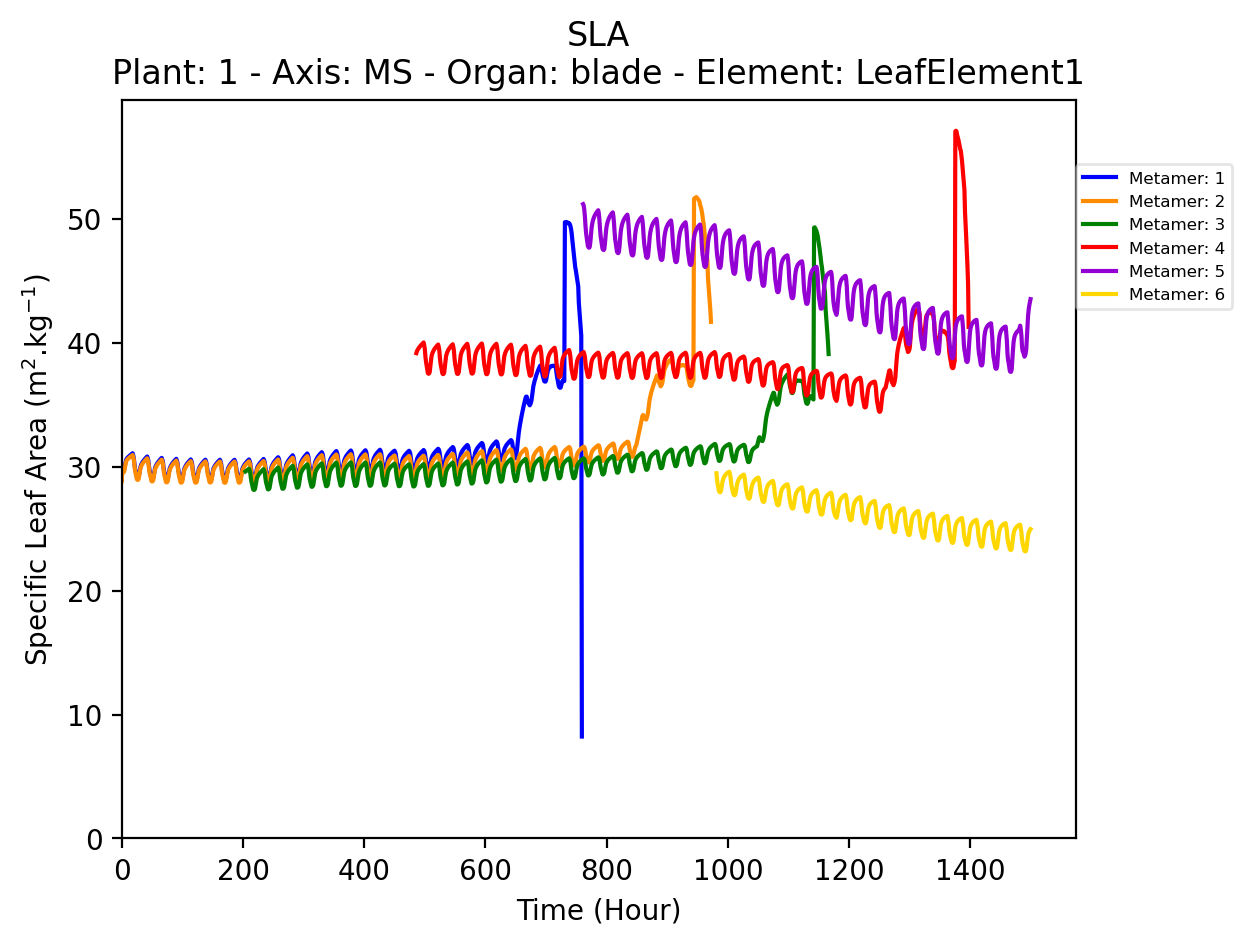 SLA
Plant: 1 - Axis: MS - Organ: blade - Element: LeafElement1
Specific Leaf Area (m².kg⁻¹)
50
40
30
20
10
0
0 200 400 600 800 1000 1200 1400
Time (Hour)
Metamer: 1
Metamer: 2
Metamer: 3
Metamer: 4
Metamer: 5
Metamer: 6